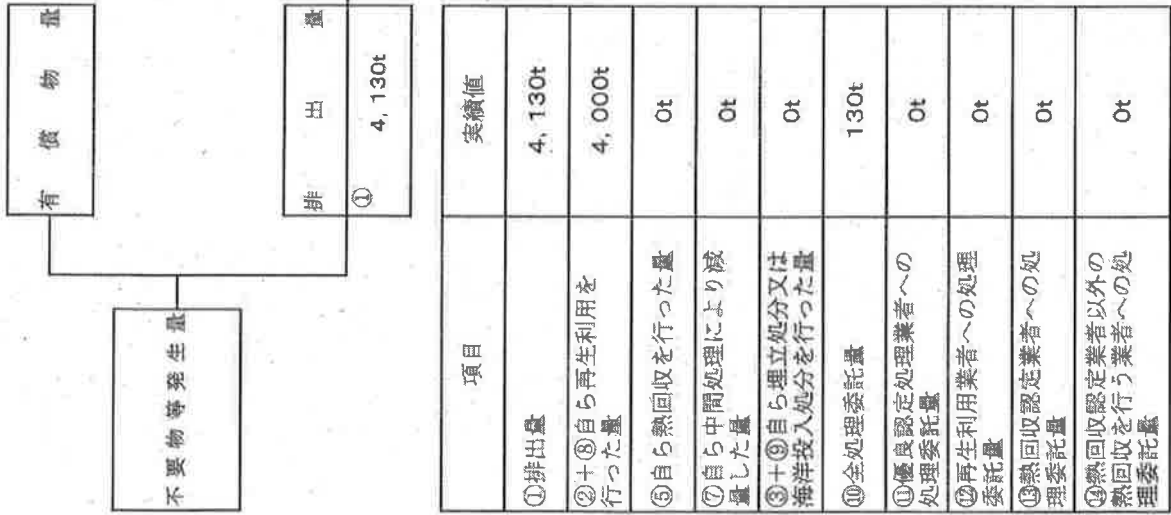 有償物量
不要物等発生量
排出量
① 4,130t
項目 実績値
①排出量 4,130t
②+⑧自ら再生利用を
行った量 4,000t
⑤自ら熱回収を行った量 0t
⑦自ら中間処理により減
量した量 0t
③+⑨自ら埋立処分又は
海洋投入処分を行った量 0t
⑩全処理委託量 130t
⑪優良認定処理業者への
処理委託量 0t
⑫再生利用業者への処理
委託量 0t
⑬熱回収認定業者への処
理委託量 0t
⑭熱回収認定業者以外の
熱回収を行う業者への処
理委託量 0t